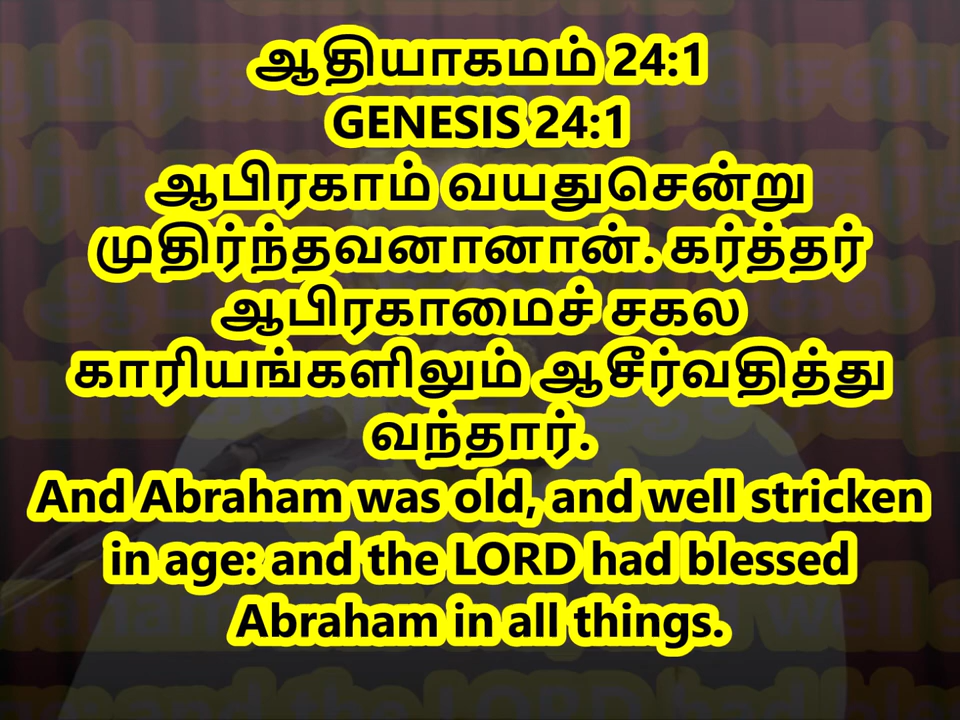 ஆதியாகமம் 24:1
GENESIS 24:1
ஆபிரகாம் வயதுசென்று
முதிர்ந்தவனானான். கர்த்தர்
ஆபிரகாமைச் சகல
காரியங்களிலும் ஆசீர்வதித்து
வந்தார்.
And Abraham was old, and well stricken
in age: and the LORD had blessed
Abraham in all things.